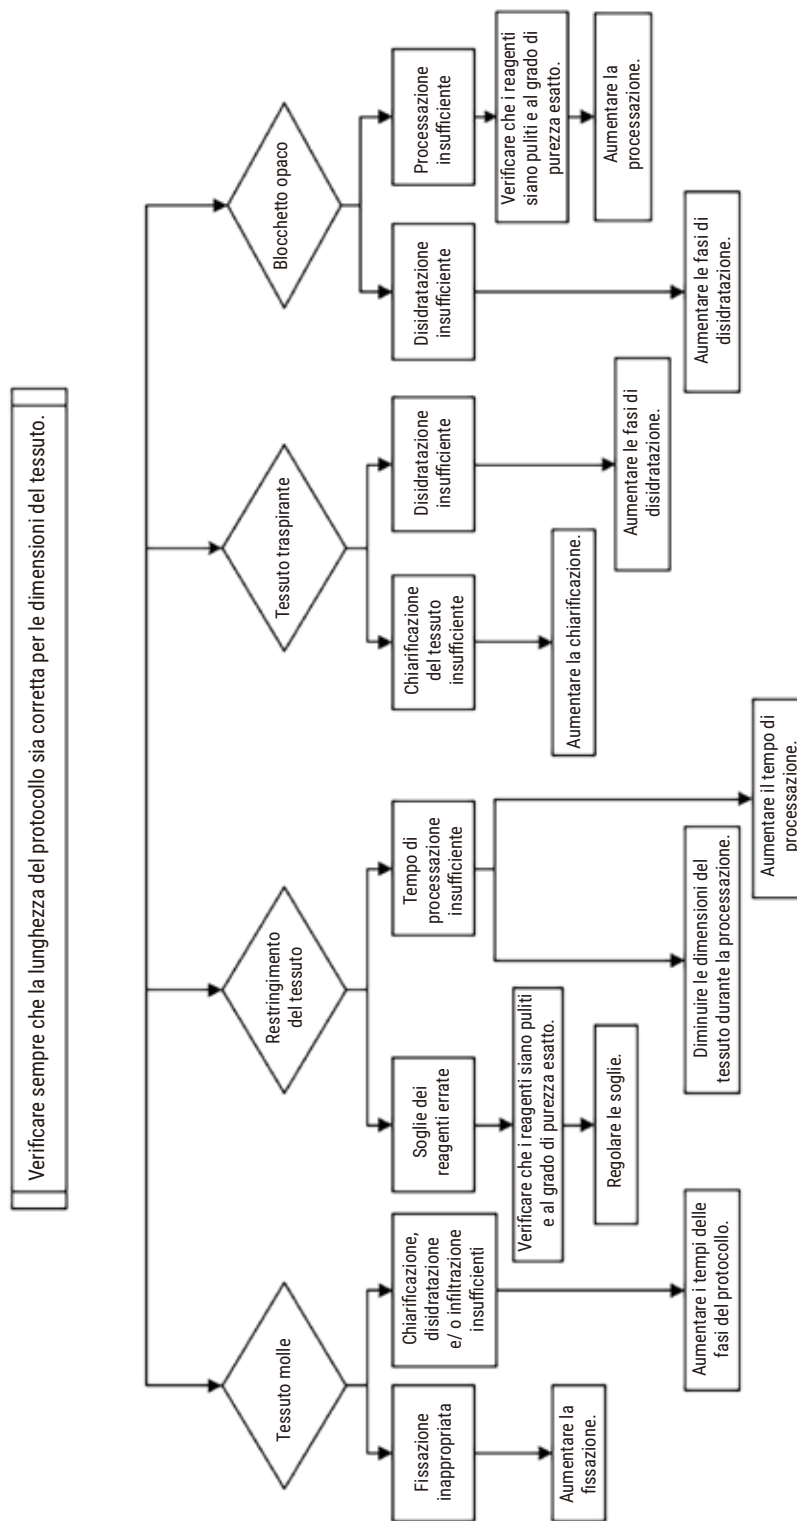 Verificare sempre che la lunghezza del protocollo sia corretta per le dimensioni del tessuto.
Tessuto molle
Fissazione
inappropriata
Aumentare la
fissazione.
Chiarificazione,
disidratazione
e/ o infiltrazione
insufficienti
Aumentare i tempi delle
fasi del protocollo.
Restringimento
del tessuto
Soglie dei
reagenti errate
Verificare che i reagenti siano puliti
e al grado di purezza esatto.
Regolare le soglie.
Tempo di
processazione
insufficiente
Diminuire le dimensioni del
tessuto durante la processazione.
Aumentare il tempo di
processazione.
Tessuto traspirante
Chiarificazione
del tessuto
insufficiente
Aumentare la chiarificazione.
Disidratazione
insufficiente
Aumentare le fasi di
disidratazione.
Blocchetto opaco
Disidratazione
insufficiente
Aumentare le fasi di
disidratazione.
Processazione
insufficiente
Verificare che i reagenti
siano puliti e al grado di
purezza esatto.
Aumentare la
processazione.